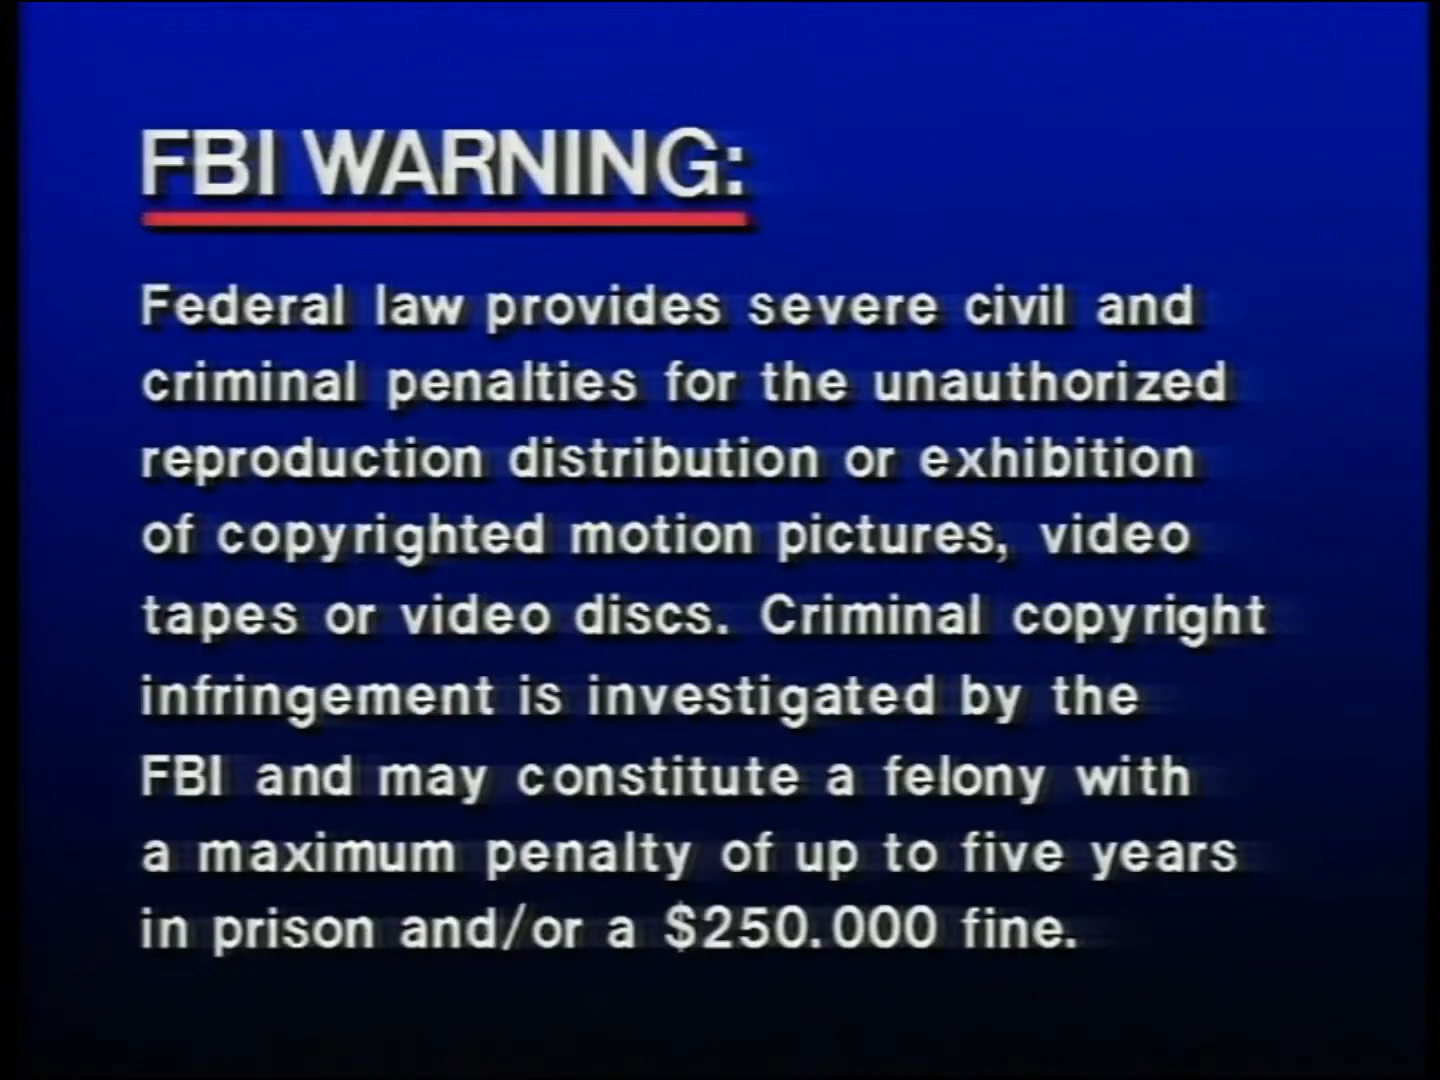 FBI WARNING:
Federal law provides severe civil and
criminal penalties for the unauthorized
reproduction distribution or exhibition
of copyrighted motion pictures, video
tapes or video discs. Criminal copyright
infringement is investigated by the
FBI and may constitute a felony with
a maximum penalty of up to five years
in prison and/or a $250.000 fine.